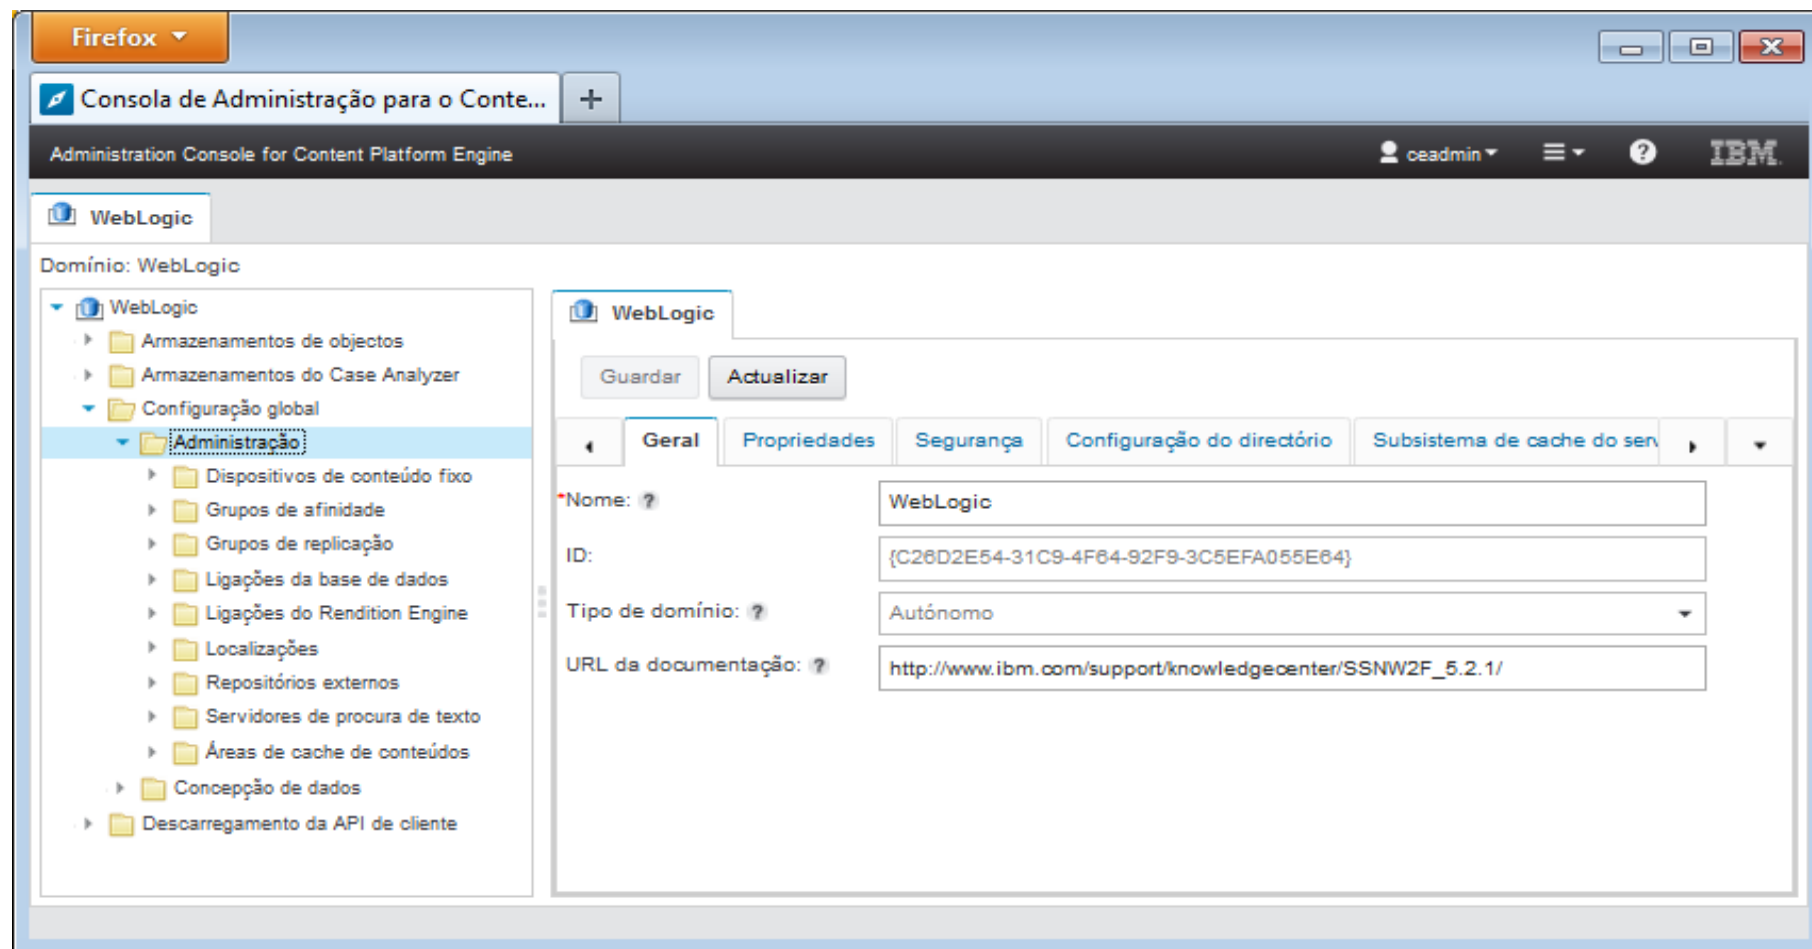 Firefox
Consola de Administração para o Conte...
Administration Console for Content Platform Engine
ceadmin
IBM.
WebLogic
Domínio: WebLogic
WebLogic
Armazenamentos de objectos
Armazenamentos do Case Analyzer
Configuração global
Administração
Dispositivos de conteúdo fixo
Grupos de afinidade
Grupos de replicação
Ligações da base de dados
Ligações do Rendition Engine
Localizações
Repositórios externos
Servidores de procura de texto
Áreas de cache de conteúdos
Concepção de dados
Descarregamento da API de cliente
WebLogic
Guardar Actualizar
Geral Propriedades Segurança Configuração do directório Subsistema de cache do serv
*Nome: ? WebLogic
ID: {C26D2E54-31C9-4F64-92F9-3C5EFA055E64}
Tipo de domínio: ? Autónomo
URL da documentação: ? http://www.ibm.com/support/knowledgecenter/SSNW2F_5.2.1/